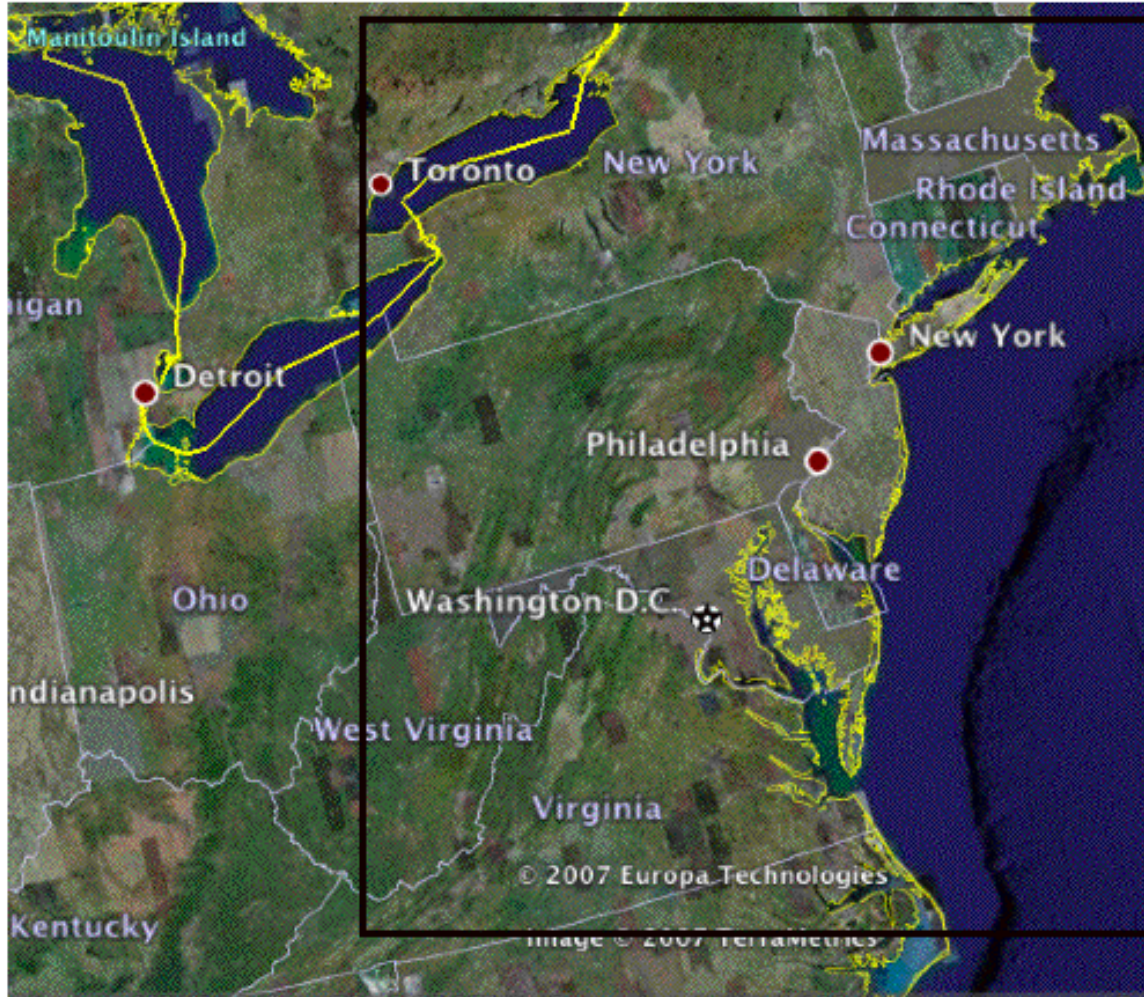 Manitoulin Island
Massachusetts
New York
Toronto
Rhode Island
Connecticut
higan
New York
Detroit
Philadelphia
Delaware
Ohio
Washington D.C.
ndianapolis
West Virginia
Virginia
© 2007 Europa Technologies
Kentucky
Image © 2007 TerraMetrics